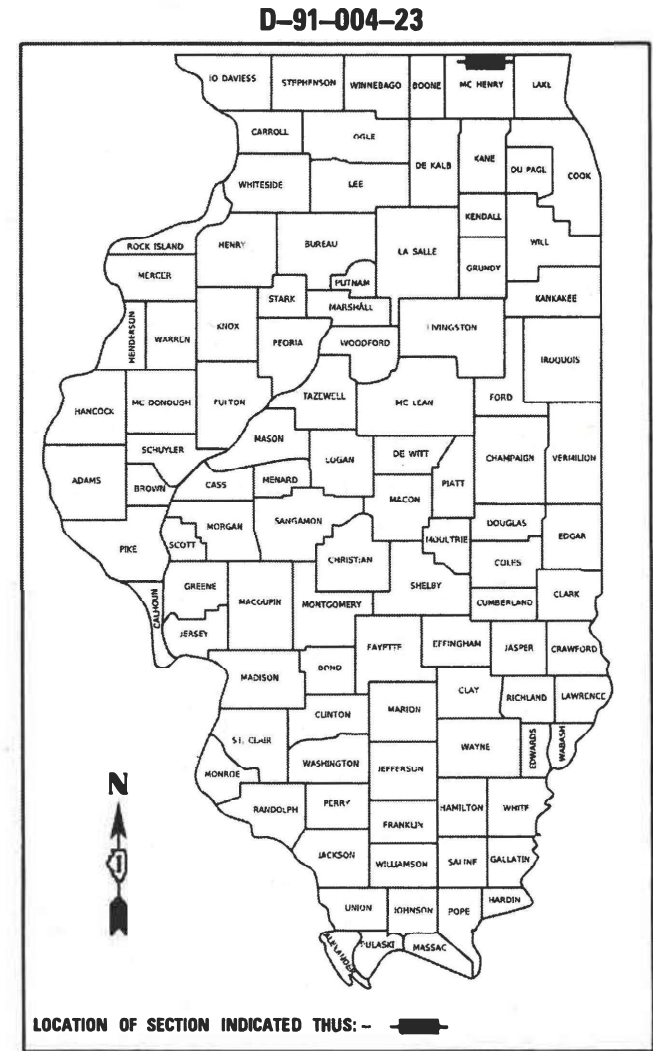 D-91-004-23
JO DAVIESS STEPHENSON WINNEBAGO BOONE MC HENRY LAKE
CARROLL OGLE DE KALB KANE DU PAGE COOK
WHITESIDE LEE
KENDALL WILL
ROCK ISLAND HENRY BUREAU LA SALLE GRUNDY
MERCER PUTNAM KANKAKEE
STARK MARSHALL LIVINGSTON
HENDERSON WARREN KNOX PEORIA WOODFORD IROQUOIS
HANCOCK MC DONOUGH FULTON TAZEWELL MC LEAN FORD
SCHUYLER MASON LOGAN DE WITT CHAMPAIGN VERMILION
ADAMS BROWN CASS MENARD PIATT
MACON
PIKE SCOTT MORGAN SANGAMON MOULTRIE DOUGLAS EDGAR
CHRISTIAN COLES
CALHOUN GREENE MACOUPIN MONTGOMERY SHELBY CUMBERLAND CLARK
JERSEY FAYETTE EFFINGHAM JASPER CRAWFORD
MADISON BOND CLAY RICHLAND LAWRENCE
CLINTON MARION
ST. CLAIR WAYNE EDWARDS WABASH
MONROE WASHINGTON JEFFERSON
N
RANDOLPH PERRY HAMILTON WHITE
FRANKLIN
I
JACKSON WILLIAMSON SALINE GALLATIN
UNION JOHNSON POPE HARDIN
ALEXANDER PULASKI MASSAC
LOCATION OF SECTION INDICATED THUS: -